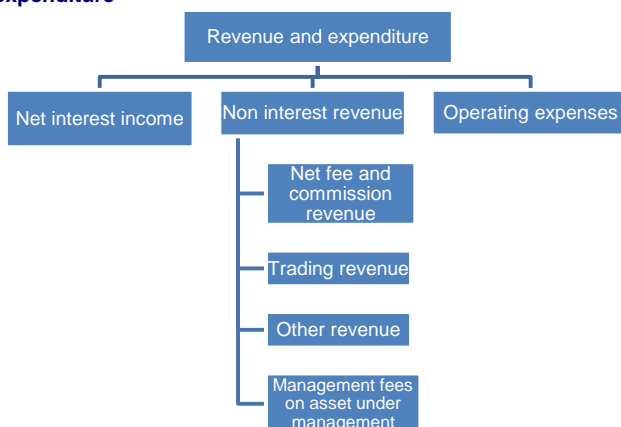 expenditure
Revenue and expenditure
Net interest income
Non interest revenue
Operating expenses
Net fee and
commission
revenue
Trading revenue
Other revenue
Management fees
on asset under
management